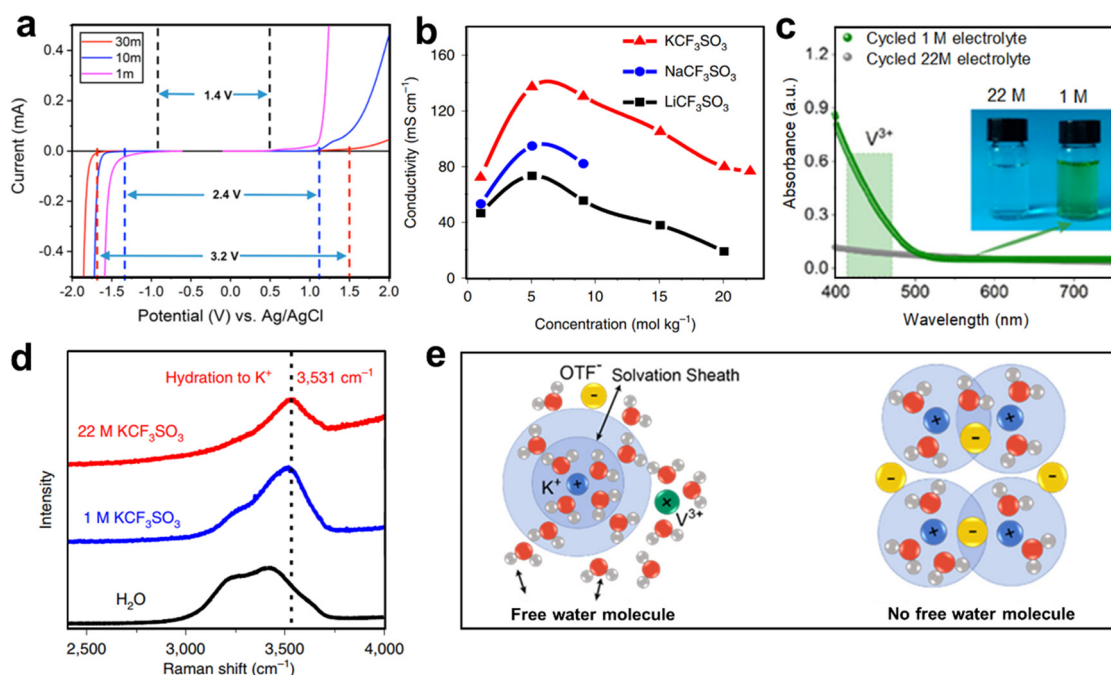 a
30m
10m
1m
1.4 V
2.4 V
3.2 V
Current (mA)
0.4
0.2
0.0
-0.2
-0.4
-2.0 -1.5 -1.0 -0.5 0.0 0.5 1.0 1.5 2.0
Potential (V) vs. Ag/AgCl
b
KCF₃SO₃
NaCF₃SO₃
LiCF₃SO₃
Conductivity (mS cm⁻¹)
160
120
80
40
0
0 5 10 15 20
Concentration (mol kg⁻¹)
c
Cycled 1 M electrolyte
Cycled 22M electrolyte
V³⁺
22 M 1 M
Absorbance (a.u.)
1.2
0.9
0.6
0.3
0.0
400 500 600 700
Wavelength (nm)
d
Hydration to K⁺ 3,531 cm⁻¹
22 M KCF₃SO₃
1 M KCF₃SO₃
H₂O
Intensity
2,500 3,000 3,500 4,000
Raman shift (cm⁻¹)
e
OTF⁻
Solvation Sheath
-
K⁺
+
×
V³⁺
Free water molecule
+ +
-
- -
+ - +
No free water molecule